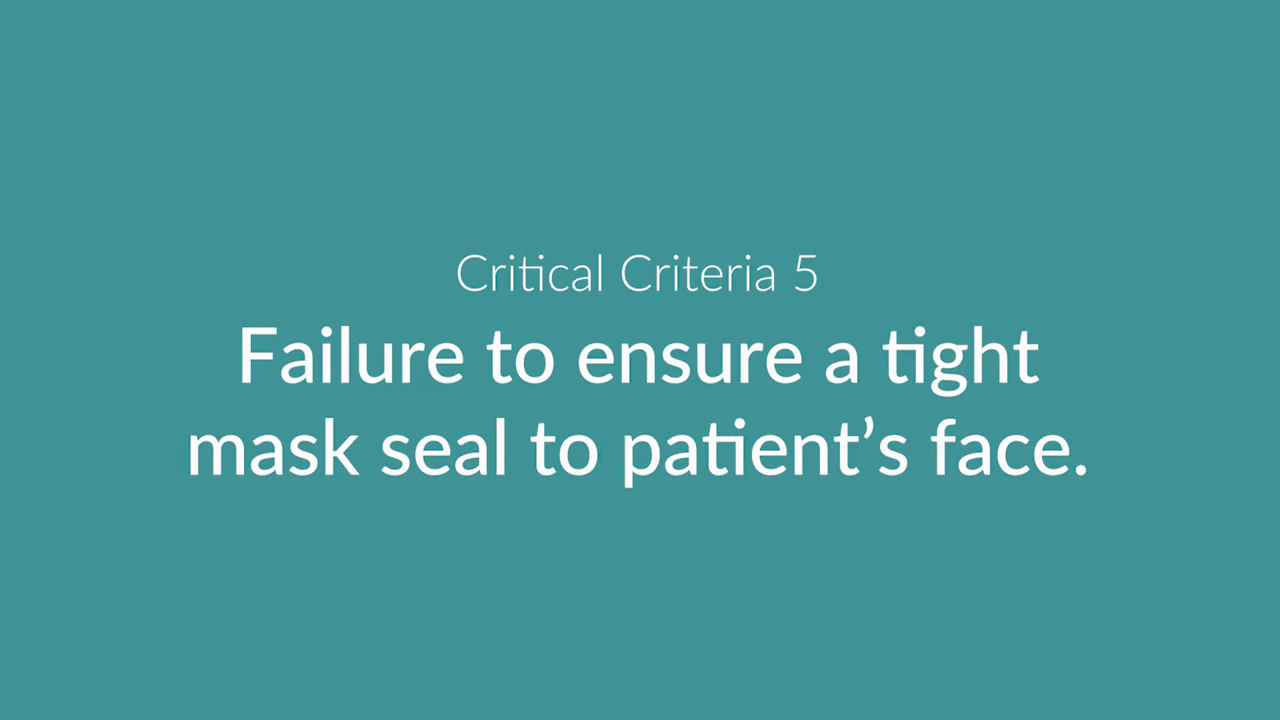 Critical Criteria 5
Failure to ensure a tight
mask seal to patient’s face.